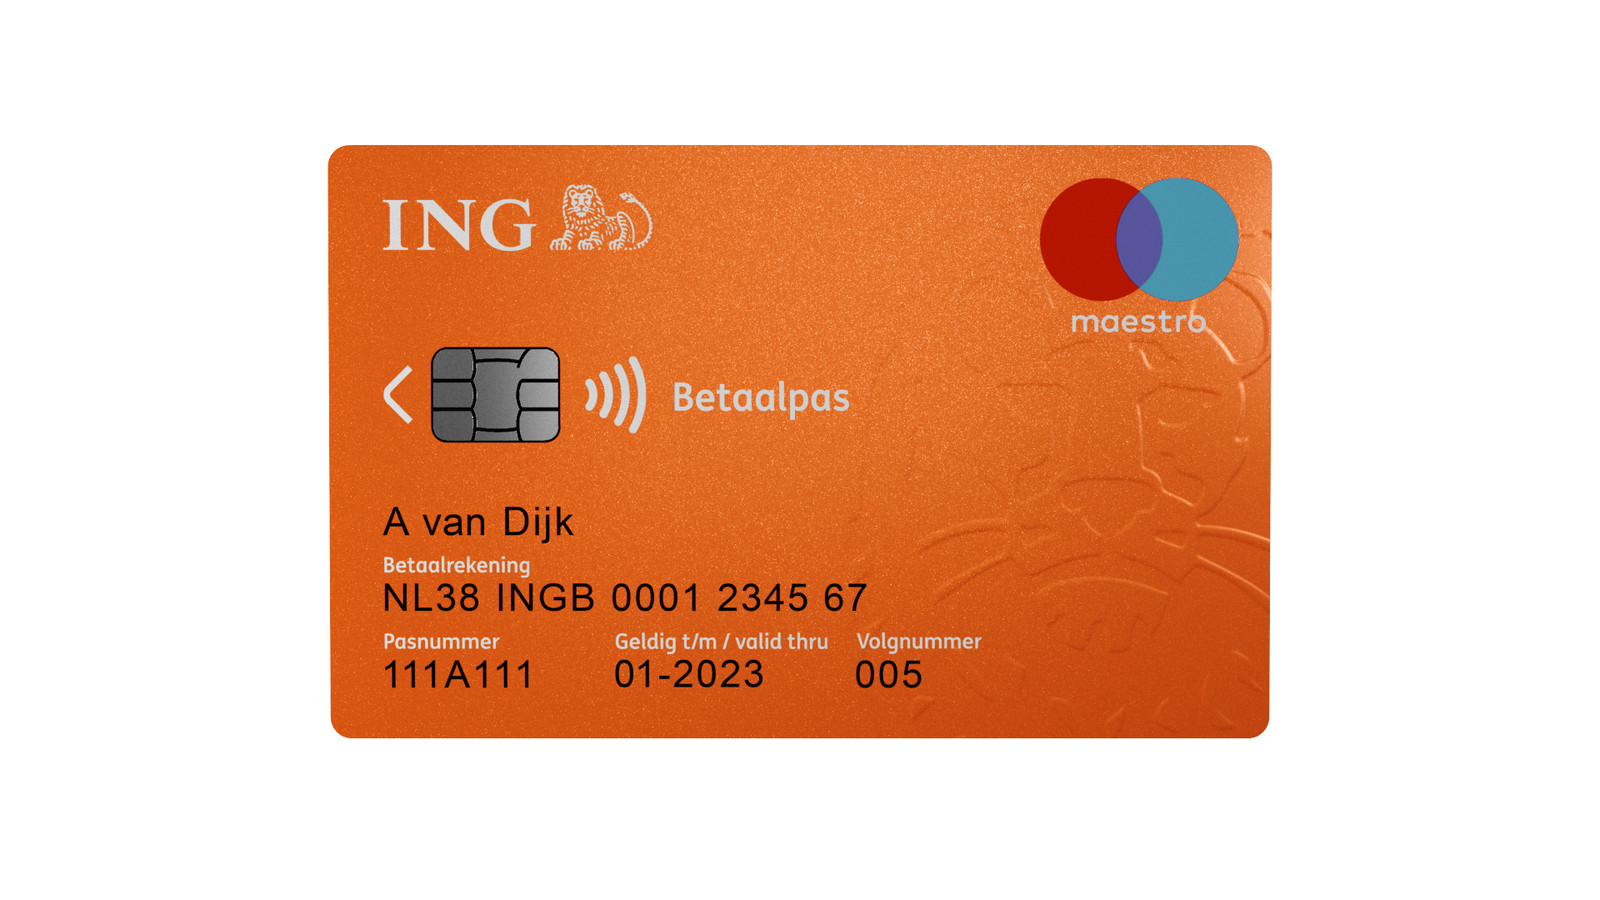 ING
maestro
Betaalpas
A van Dijk
Betaalrekening
NL38 INGB 0001 2345 67
Pasnummer Geldig t/m / valid thru Volgnummer
111A111 01-2023 005